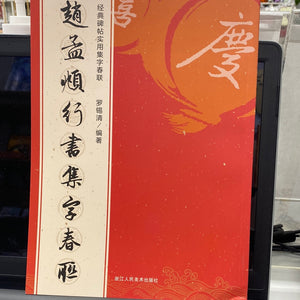 趙孟頫行書集字春聯
经典碑帖实用集字春联
罗锡清/编著
慶
浙江人民美术出版社